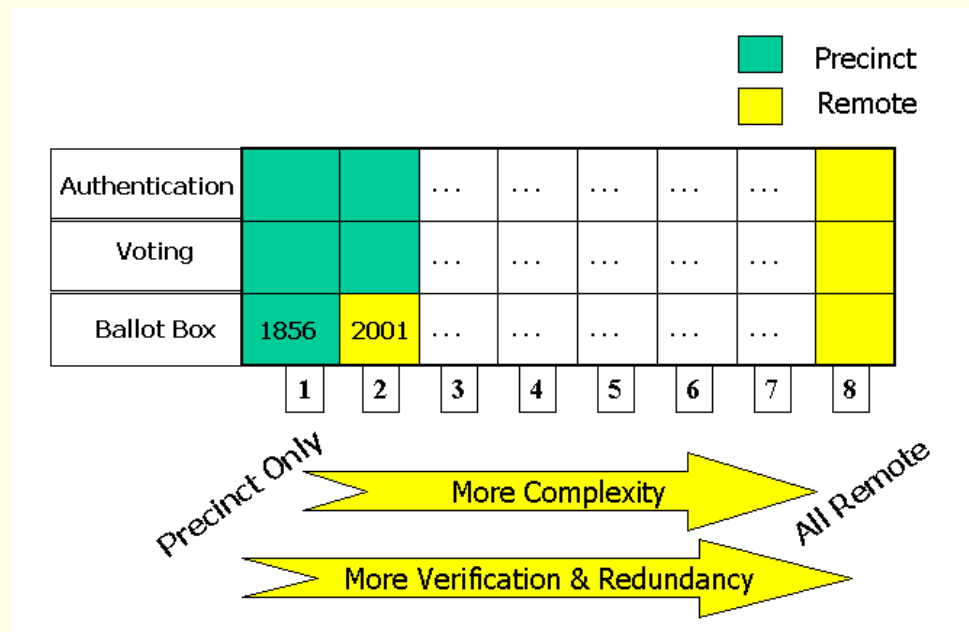 Precinct
Remote
Authentication ... ... ... ... ...
Voting ... ... ... ... ...
Ballot Box 1856 2001 ... ... ... ... ...
1 2 3 4 5 6 7 8
Precinct Only
All Remote
More Complexity
More Verification & Redundancy